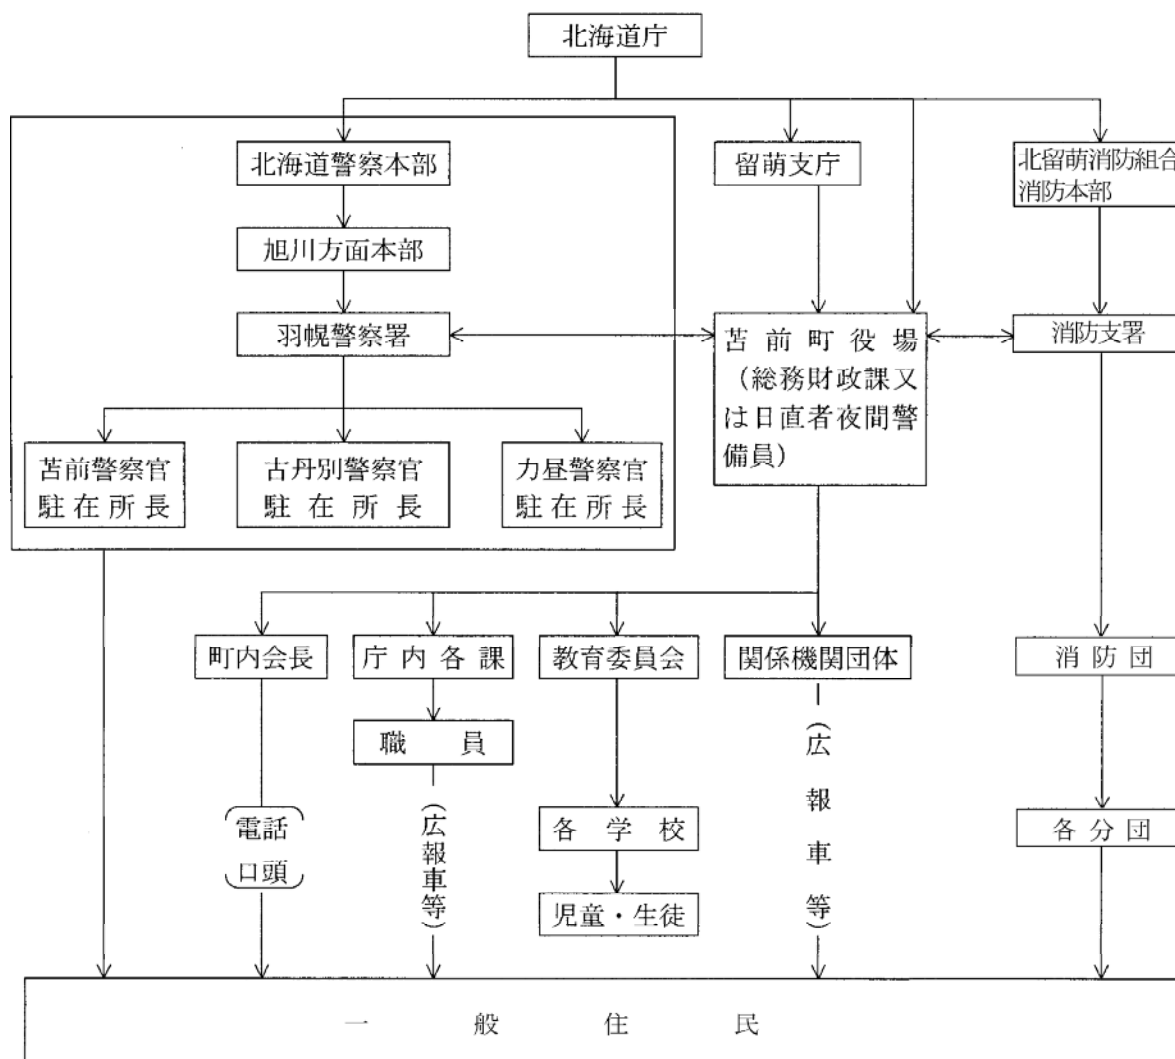 北海道庁
北海道警察本部
留萌支庁
北留萌消防組合
消防本部
旭川方面本部
羽幌警察署
苫前町役場
（総務財政課又
は日直者夜間警
備員）
消防支署
苫前警察官
駐在所長
古丹別警察官
駐在所長
力昼警察官
駐在所長
町内会長
庁内各課
教育委員会
関係機関団体
消防団
職員
（広報車等）
電話
口頭
（広報車等）
各学校
各分団
児童・生徒
一般住民